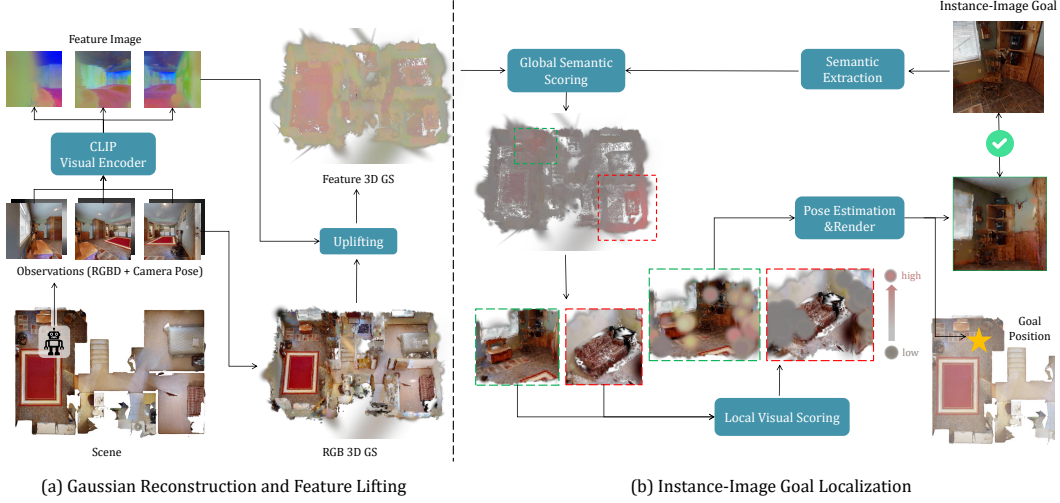 Feature Image
CLIP
Visual Encoder
Observations (RGBD + Camera Pose)
Scene
Feature 3D GS
Uplifting
RGB 3D GS
(a) Gaussian Reconstruction and Feature Lifting
Instance-Image Goal
Global Semantic
Scoring
Semantic
Extraction
Pose Estimation
&Render
high
low
Goal
Position
Local Visual Scoring
(b) Instance-Image Goal Localization